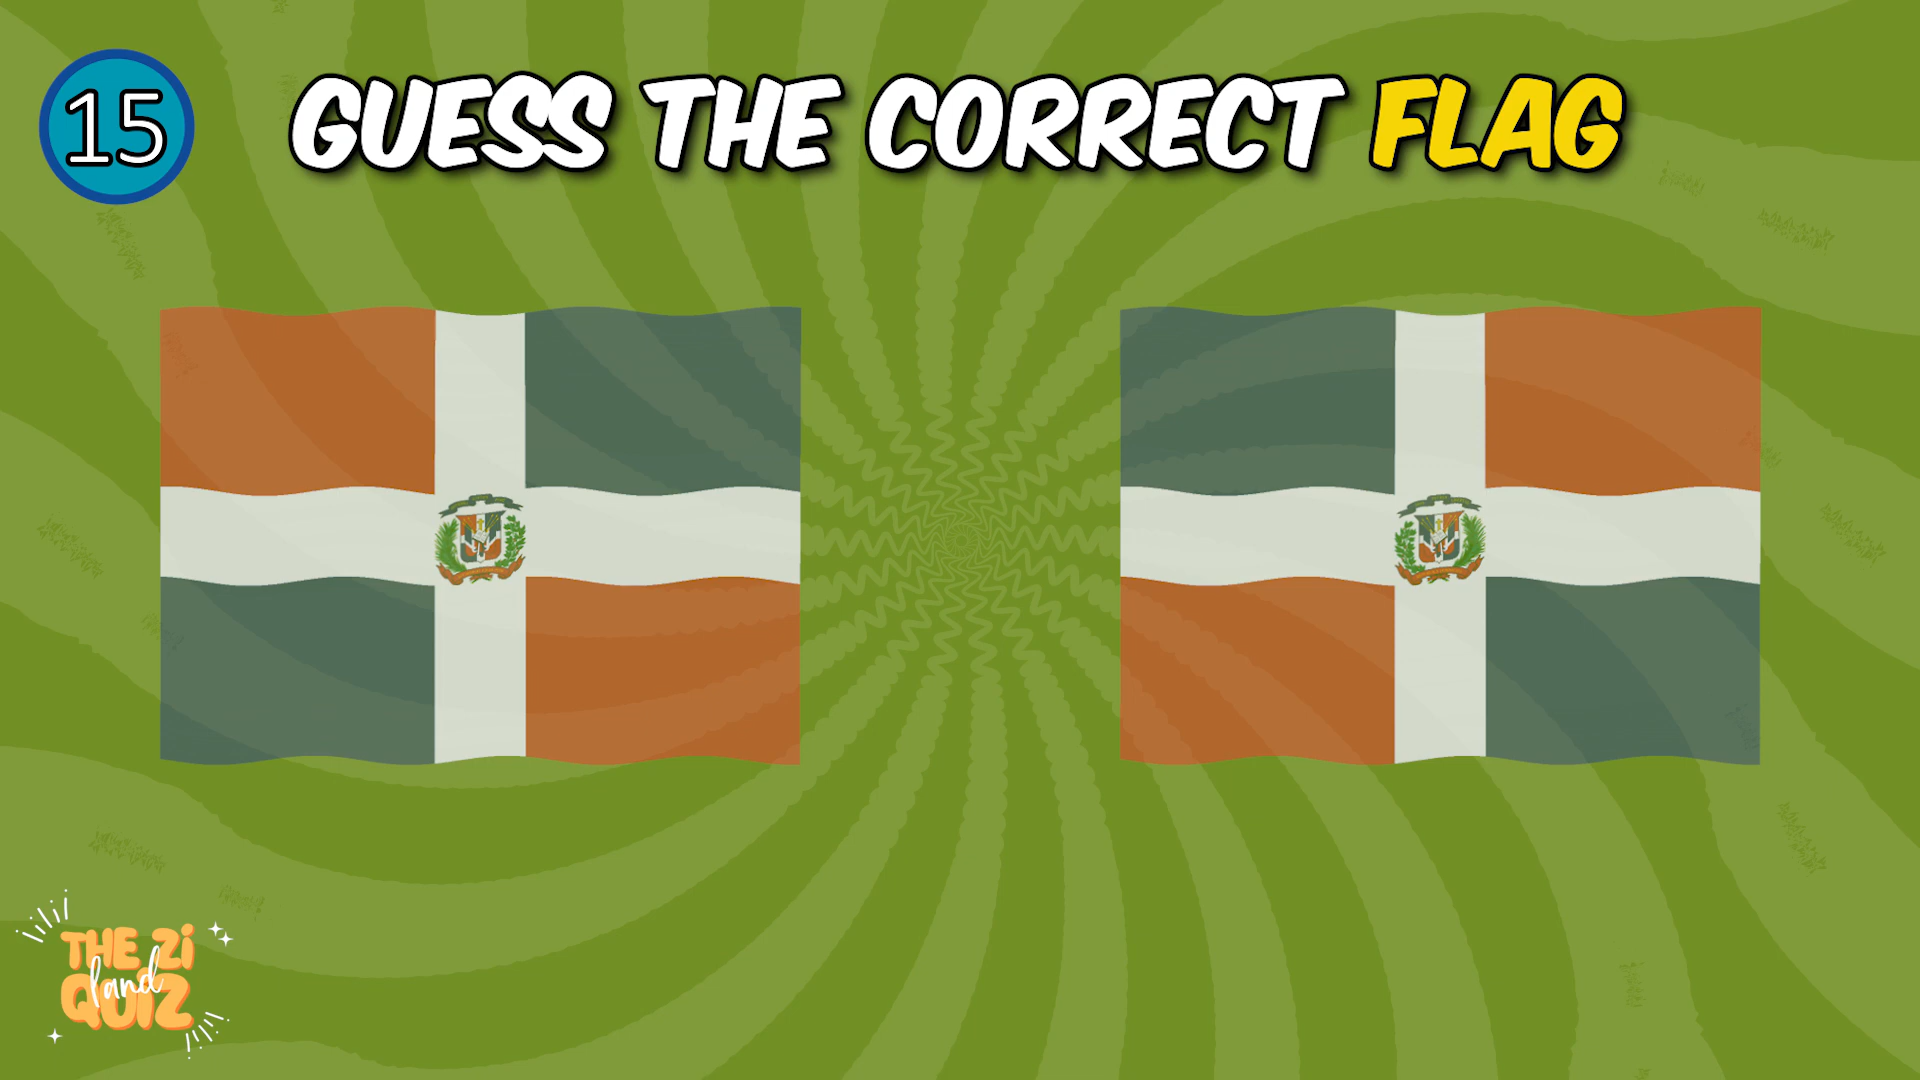 15
GUESS THE CORRECT FLAG
THE Zi
land
QUIZ